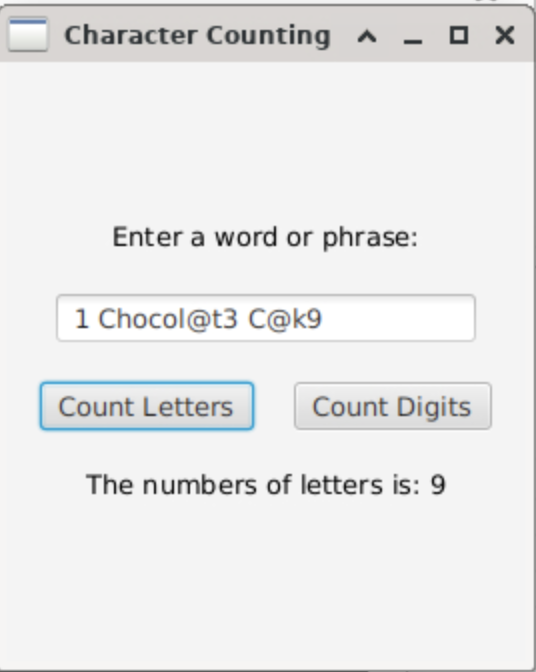 Character Counting
Enter a word or phrase:
1 Chocol@t3 C@k9
Count Letters Count Digits
The numbers of letters is: 9